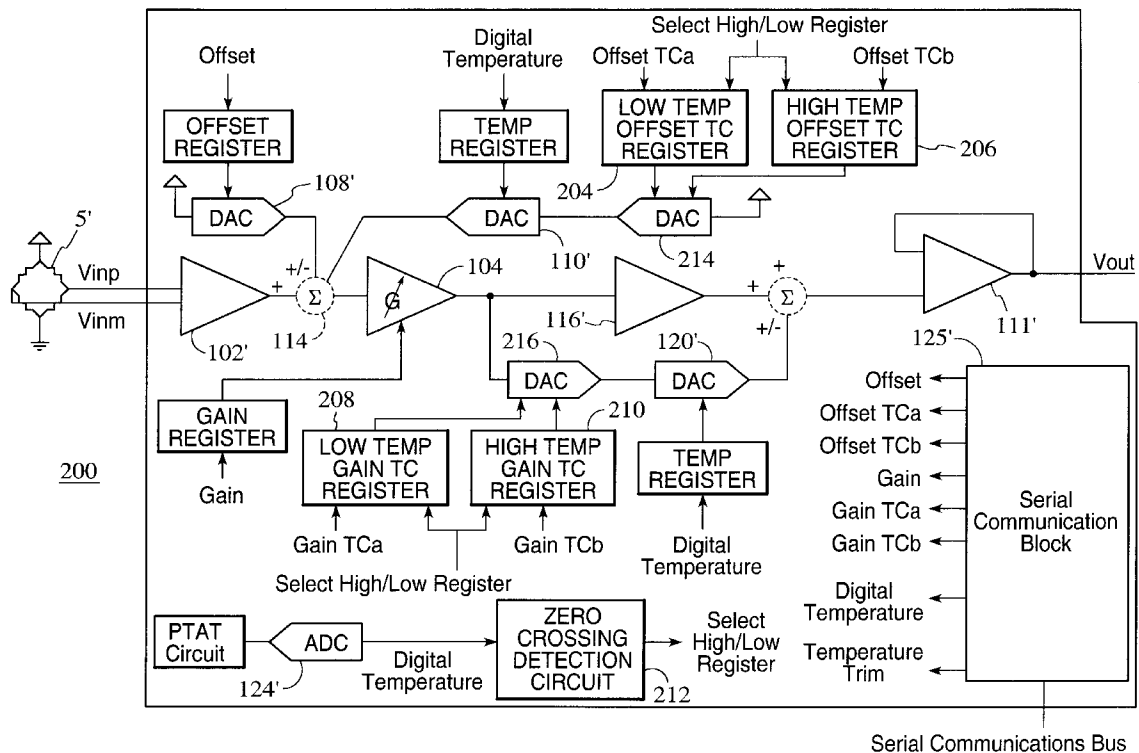 Select High/Low Register
Offset
Digital
Temperature
Offset TCa
Offset TCb
OFFSET
REGISTER
TEMP
REGISTER
LOW TEMP
OFFSET TC
REGISTER
HIGH TEMP
OFFSET TC
REGISTER
206
204
108'
DAC
DAC
DAC
110'
214
5'
Vinp
Vinm
102'
+
+/-
Σ
+
114
G
104
116'
+
+
Σ
+/-
111'
Vout
216
DAC
120'
DAC
125'
GAIN
REGISTER
Gain
208
LOW TEMP
GAIN TC
REGISTER
210
HIGH TEMP
GAIN TC
REGISTER
TEMP
REGISTER
200
Gain TCa
Gain TCb
Digital
Temperature
Select High/Low Register
Offset
Offset TCa
Offset TCb
Gain
Gain TCa
Gain TCb
Digital
Temperature
Temperature
Trim
Serial
Communication
Block
PTAT
Circuit
ADC
124'
Digital
Temperature
ZERO
CROSSING
DETECTION
CIRCUIT
212
Select
High/Low
Register
Serial Communications Bus